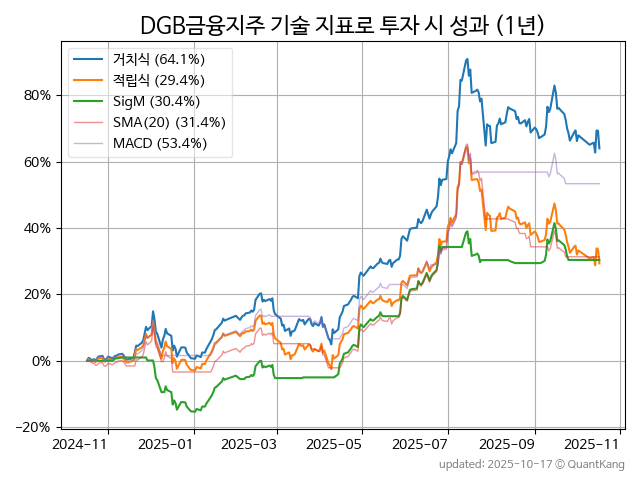 DGB금융지주 기술 지표로 투자 시 성과 (1년)
거치식 (64.1%)
적립식 (29.4%)
SigM (30.4%)
SMA(20) (31.4%)
MACD (53.4%)
80%
60%
40%
20%
0%
−20%
2024-11 2025-01 2025-03 2025-05 2025-07 2025-09 2025-11
updated: 2025-10-17 © QuantKang